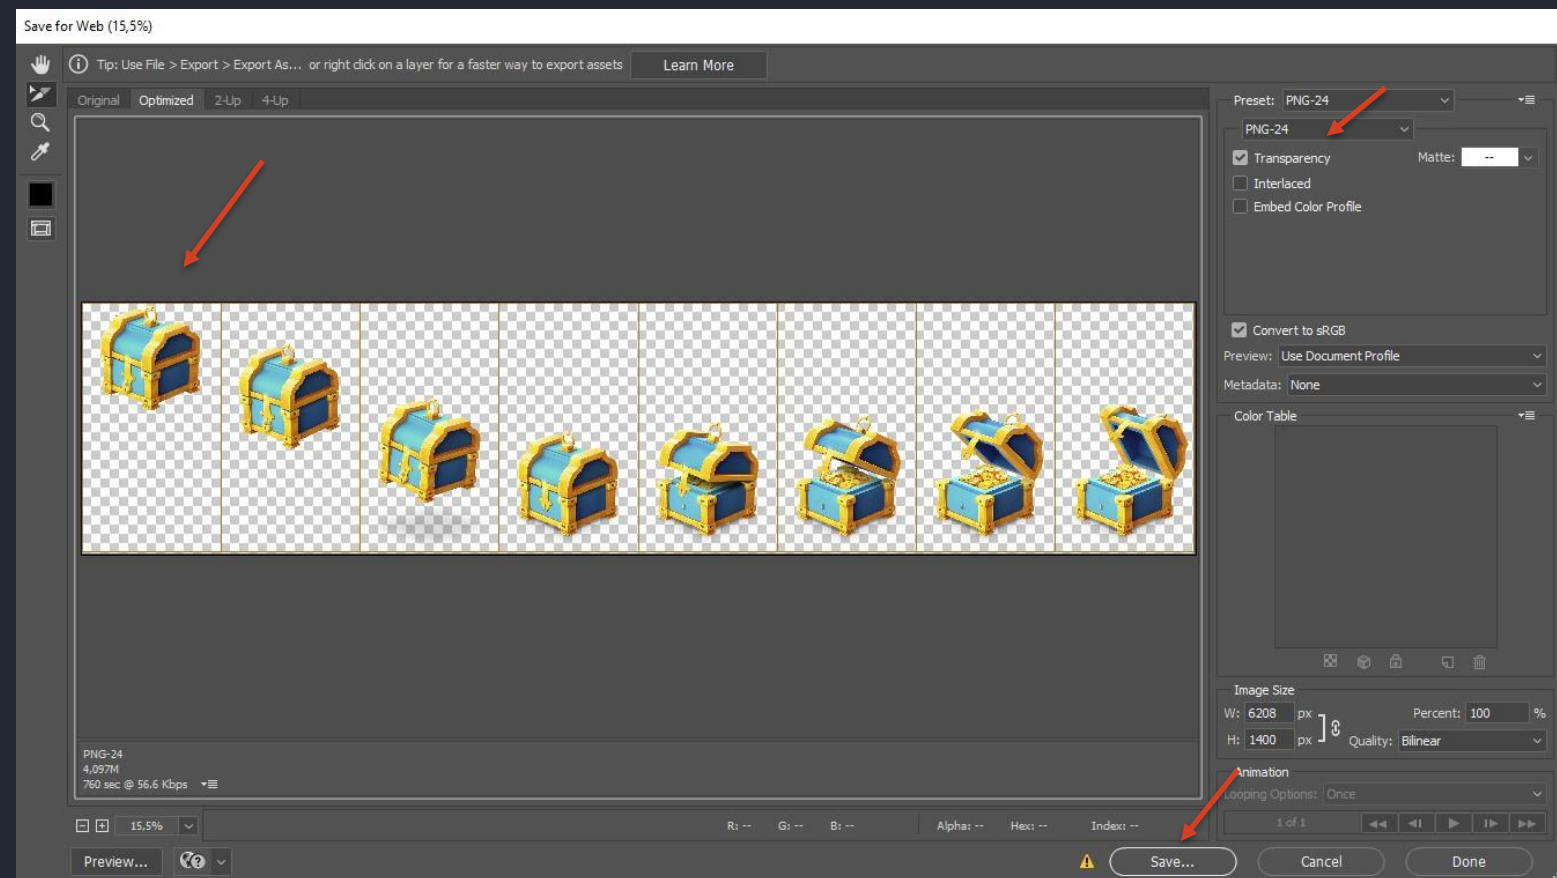 Save for Web (15,5%)
Tip: Use File > Export > Export As... or right click on a layer for a faster way to export assets
Learn More
Original Optimized 2-Up 4-Up
Preset: PNG-24
PNG-24
Transparency Matte: --
Interlaced
Embed Color Profile
Convert to sRGB
Preview: Use Document Profile
Metadata: None
Color Table
Image Size
W: 6208 px Percent: 100 %
H: 1400 px Quality: Bilinear
PNG-24
4,097M
760 sec @ 56.6 Kbps
Animation
Looping Options: Once
1 of 1
15,5% R: -- G: -- B: -- Alpha: -- Hex: -- Index: --
Preview... Save... Cancel Done